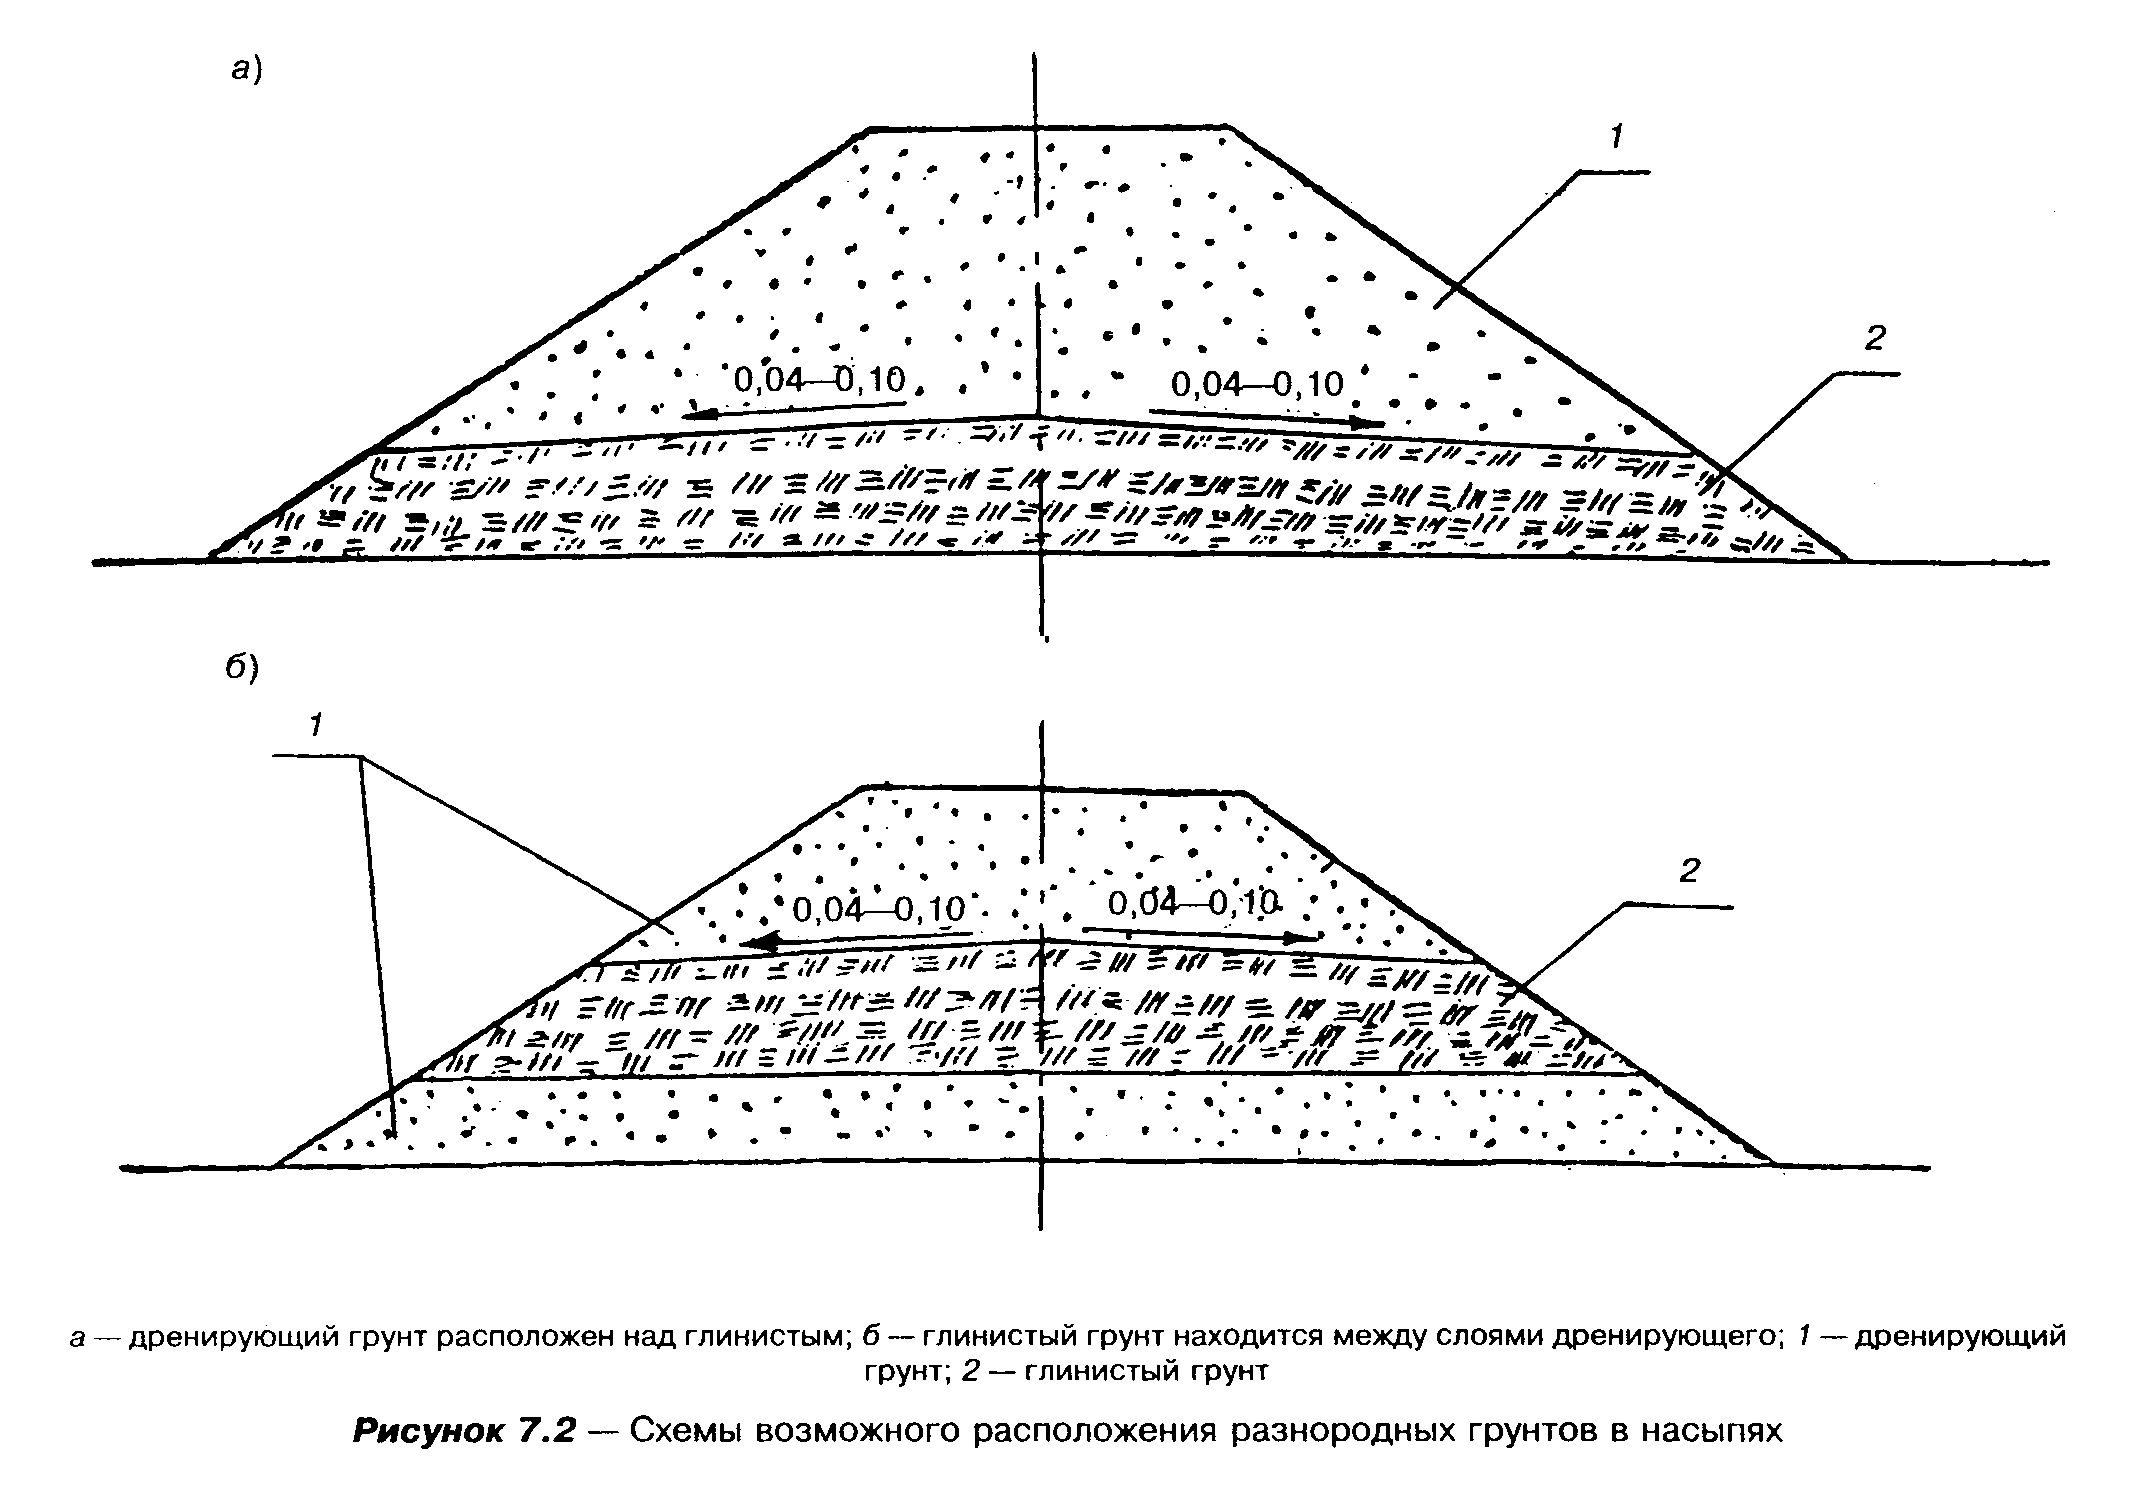 а)
1
2
0,04—0,10
0,04—0,10
б)
1
2
0,04—0,10
0,04—0,10
а — дренирующий грунт расположен над глинистым; б — глинистый грунт находится между слоями дренирующего; 1 — дренирующий
грунт; 2 — глинистый грунт
Рисунок 7.2 — Схемы возможного расположения разнородных грунтов в насыпях